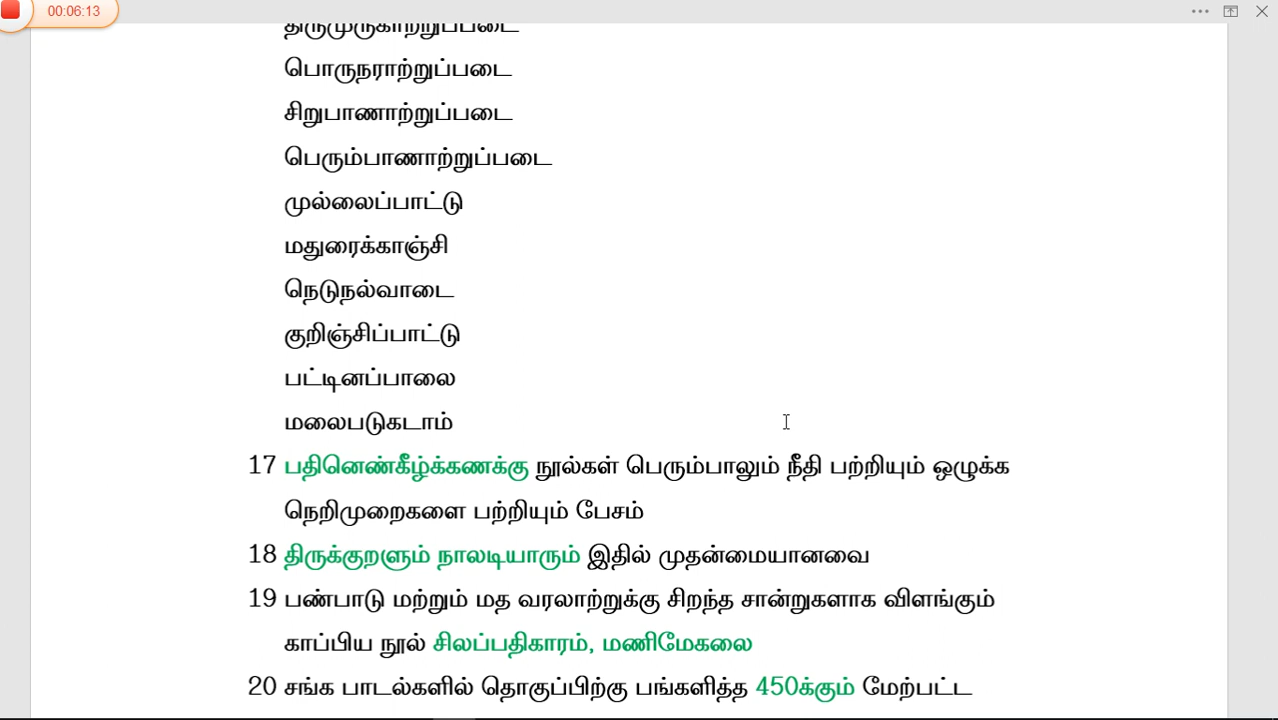 00:06:13
திருமுருகாற்றுப்படை
பொருநராற்றுப்படை
சிறுபாணாற்றுப்படை
பெரும்பாணாற்றுப்படை
முல்லைப்பாட்டு
மதுரைக்காஞ்சி
நெடுநல்வாடை
குறிஞ்சிப்பாட்டு
பட்டினப்பாலை
மலைபடுகடாம்
17 பதினெண்கீழ்க்கணக்கு நூல்கள் பெரும்பாலும் நீதி பற்றியும் ஒழுக்க
நெறிமுறைகளை பற்றியும் பேசம்
18 திருக்குறளும் நாலடியாரும் இதில் முதன்மையானவை
19 பண்பாடு மற்றும் மத வரலாற்றுக்கு சிறந்த சான்றுகளாக விளங்கும்
காப்பிய நூல் சிலப்பதிகாரம், மணிமேகலை
20 சங்க பாடல்களில் தொகுப்பிற்கு பங்களித்த 450க்கும் மேற்பட்ட